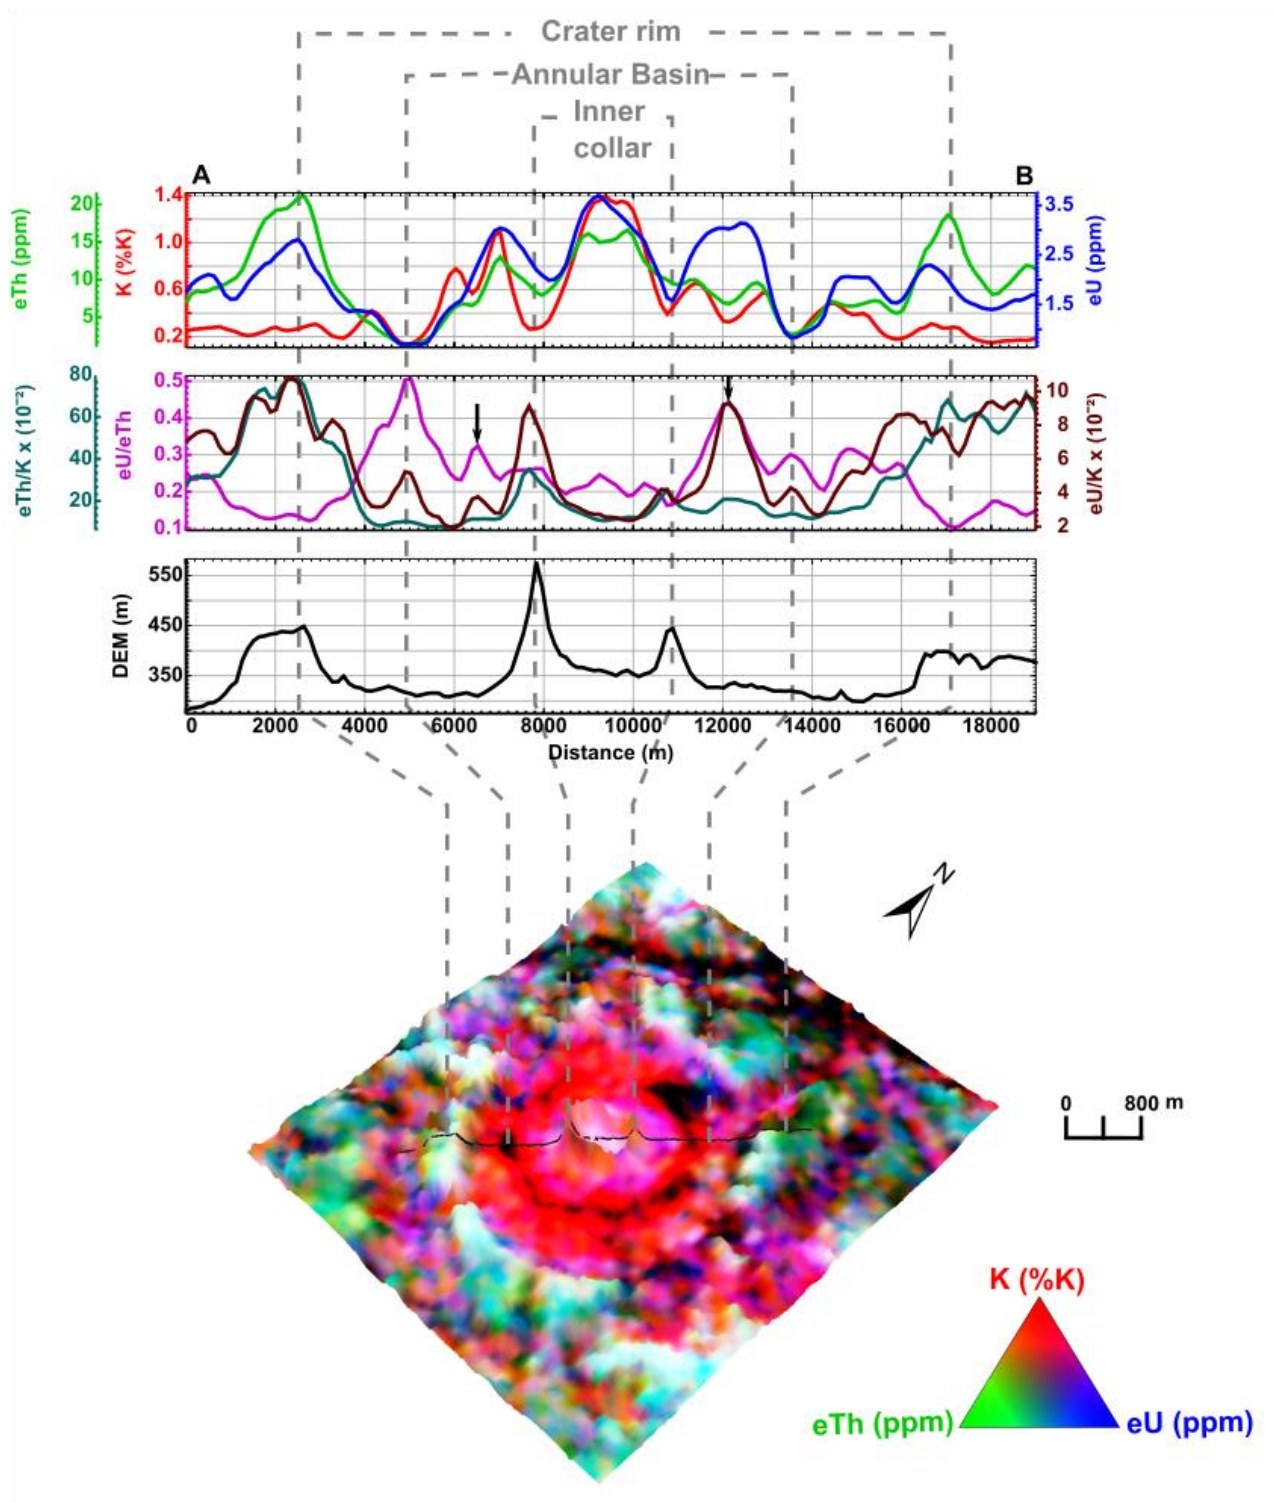 Crater rim
Annular Basin
Inner
collar
A
B
eTh (ppm)
20
15
10
5
K (%K)
1.4
1.0
0.6
0.2
3.5
2.5
1.5
eU (ppm)
eTh/K x (10⁻²)
80
60
40
20
eU/eTh
0.5
0.4
0.3
0.2
0.1
10
8
6
4
2
eU/K x (10⁻²)
DEM (m)
550
450
350
0 2000 4000 6000 8000 10000 12000 14000 16000 18000
Distance (m)
N
0 800 m
K (%K)
eTh (ppm)
eU (ppm)